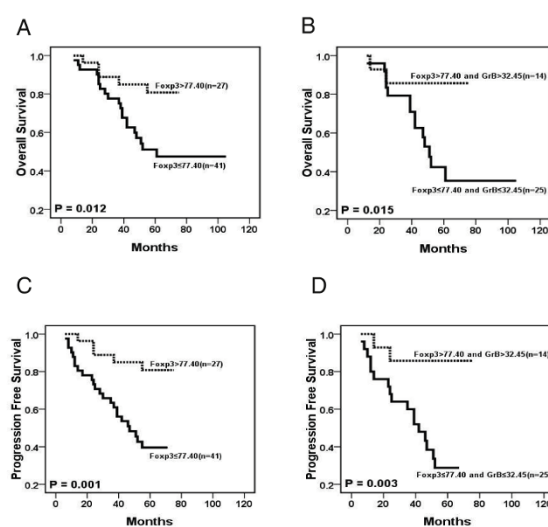 A
Overall Survival
1.0
0.8
0.6
0.4
0.2
Foxp3>77.40(n=27)
Foxp3≤77.40(n=41)
P = 0.012
0 20 40 60 80 100 120
Months
B
Overall Survival
1.0
0.8
0.6
0.4
0.2
Foxp3>77.40 and GrB>32.45(n=14)
Foxp3≤77.40 and GrB≤32.45(n=25)
P = 0.015
0 20 40 60 80 100 120
Months
C
Progression Free Survival
1.0
0.8
0.6
0.4
0.2
Foxp3>77.40(n=27)
Foxp3≤77.40(n=41)
P = 0.001
0 20 40 60 80 100 120
Months
D
Progression Free Survival
1.0
0.8
0.6
0.4
0.2
Foxp3>77.40 and GrB>32.45(n=14)
Foxp3≤77.40 and GrB≤32.45(n=25)
P = 0.003
0 20 40 60 80 100 120
Months